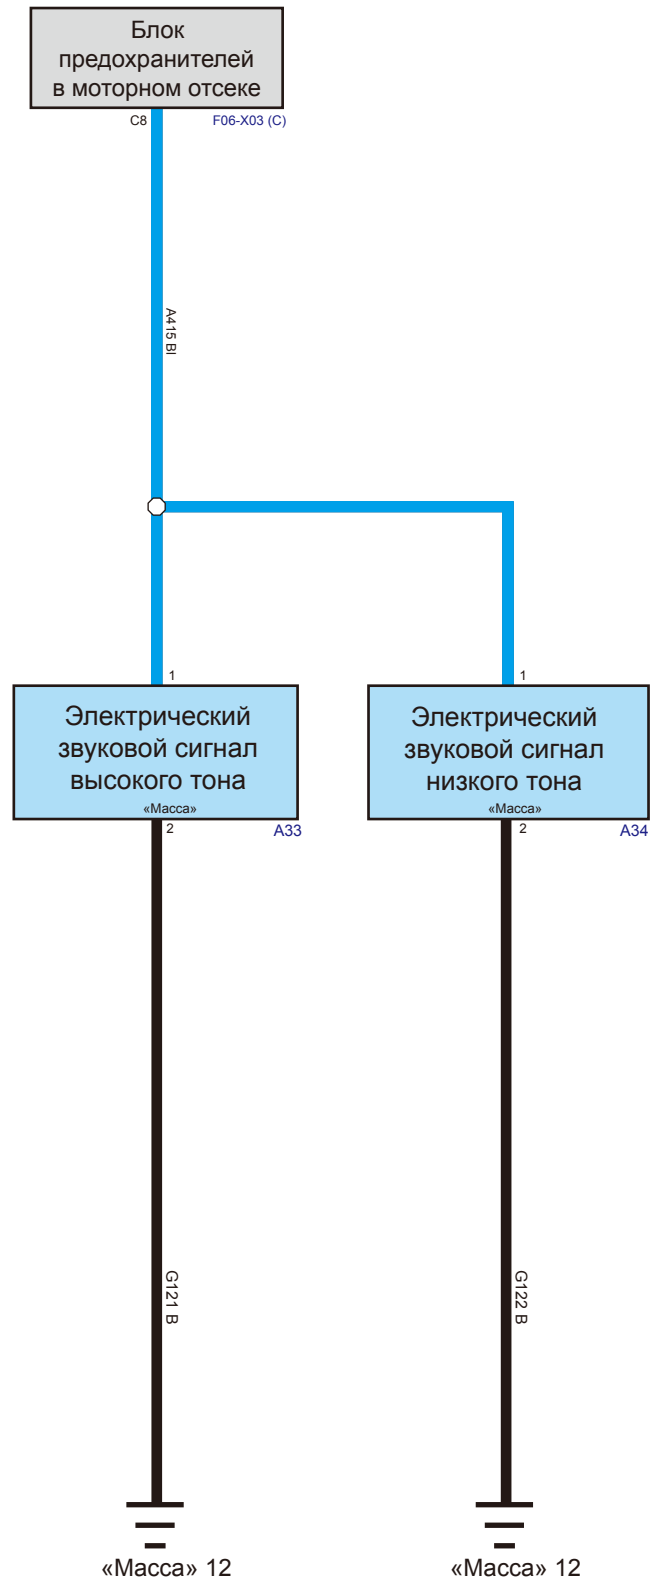 Блок
предохранителей
в моторном отсеке
C8
F06-X03 (C)
A415 Bl
1
Электрический
звуковой сигнал
высокого тона
«Масса»
2
A33
1
Электрический
звуковой сигнал
низкого тона
«Масса»
2
A34
G121 B
G122 B
«Масса» 12
«Масса» 12